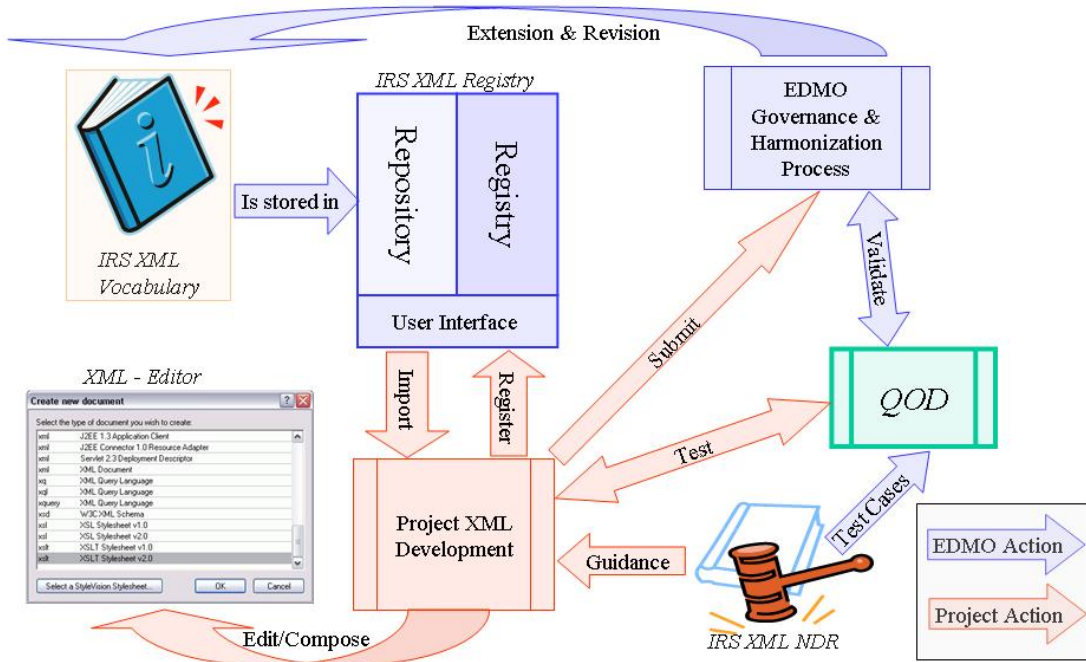 Extension & Revision
IRS XML Registry
EDMO
Governance &
Harmonization
Process
Repository
Registry
Is stored in
IRS XML
Vocabulary
User Interface
Validate
Submit
Import
Register
QOD
Test
XML - Editor
Create new document
Select the type of document you wish to create:
xml J2EE 1.3 Application Client
xml J2EE Connector 1.0 Resource Adapter
xml Servlet 2.3 Deployment Descriptor
xml XML Document
xq XML Query Language
xql XML Query Language
xquery XML Query Language
xsd W3C XML Schema
xsl XSL Stylesheet v1.0
xsl XSL Stylesheet v2.0
xslt XSLT Stylesheet v1.0
xslt XSLT Stylesheet v2.0
Select a StyleVision Stylesheet...
OK
Cancel
Project XML
Development
Guidance
Test Cases
IRS XML NDR
Edit/Compose
EDMO Action
Project Action